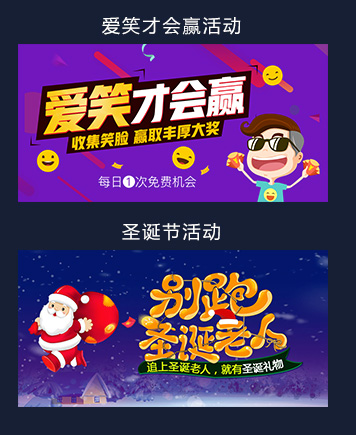 爱笑才会赢活动
爱笑才会赢
收集笑脸 赢取丰厚大奖
每日1次免费机会
圣诞节活动
别跑
圣诞老人
追上圣诞老人，就有圣诞礼物